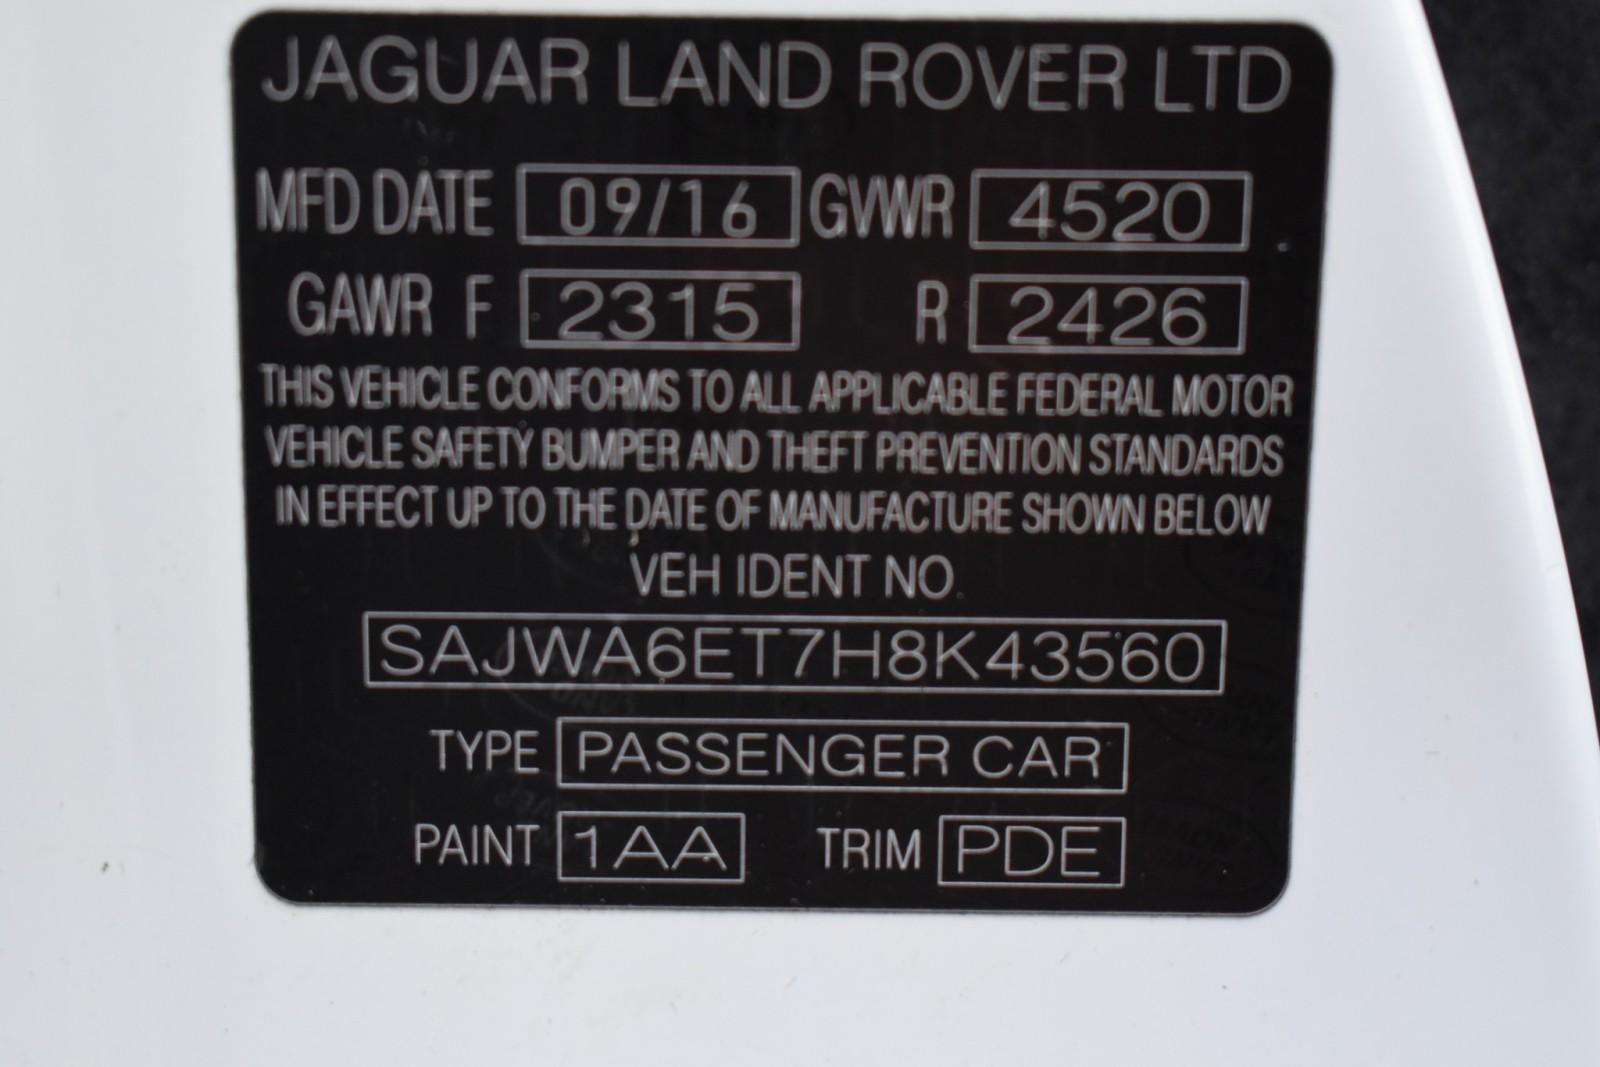 JAGUAR LAND ROVER LTD
MFD DATE 09/16 GVWR 4520
GAWR F 2315 R 2426
THIS VEHICLE CONFORMS TO ALL APPLICABLE FEDERAL MOTOR
VEHICLE SAFETY BUMPER AND THEFT PREVENTION STANDARDS
IN EFFECT UP TO THE DATE OF MANUFACTURE SHOWN BELOW
VEH IDENT NO.
SAJWA6ET7H8K43560
TYPE PASSENGER CAR
PAINT 1AA TRIM PDE